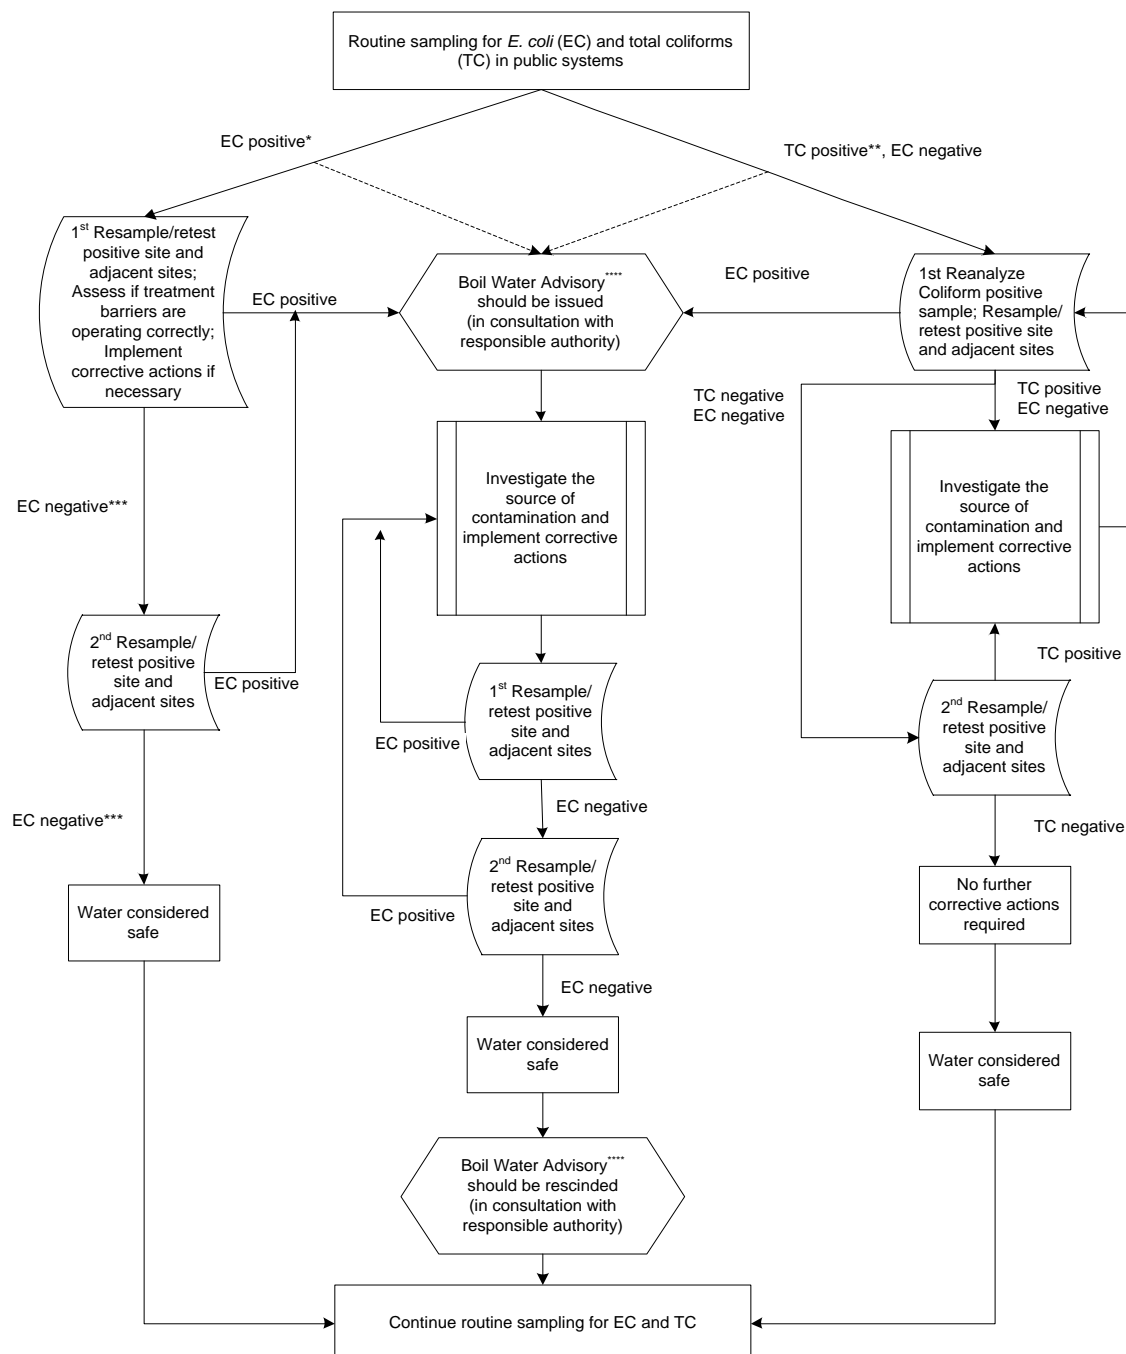 Routine sampling for E. coli (EC) and total coliforms
(TC) in public systems
EC positive*
TC positive**, EC negative
1st Resample/retest
positive site and
adjacent sites;
Assess if treatment
barriers are
operating correctly;
Implement
corrective actions if
necessary
EC positive
Boil Water Advisory****
should be issued
(in consultation with
responsible authority)
EC positive
1st Reanalyze
Coliform positive
sample; Resample/
retest positive site
and adjacent sites
TC negative
EC negative
TC positive
EC negative
EC negative***
Investigate the
source of
contamination and
implement corrective
actions
Investigate the
source of
contamination and
implement corrective
actions
2nd Resample/
retest positive
site and
adjacent sites
EC positive
TC positive
1st Resample/
retest positive
site and
adjacent sites
EC positive
2nd Resample/
retest positive
site and
adjacent sites
EC negative***
EC negative
TC negative
2nd Resample/
retest positive
site and
adjacent sites
EC positive
Water considered
safe
No further
corrective actions
required
EC negative
Water considered
safe
Water considered
safe
Boil Water Advisory****
should be rescinded
(in consultation with
responsible authority)
Continue routine sampling for EC and TC